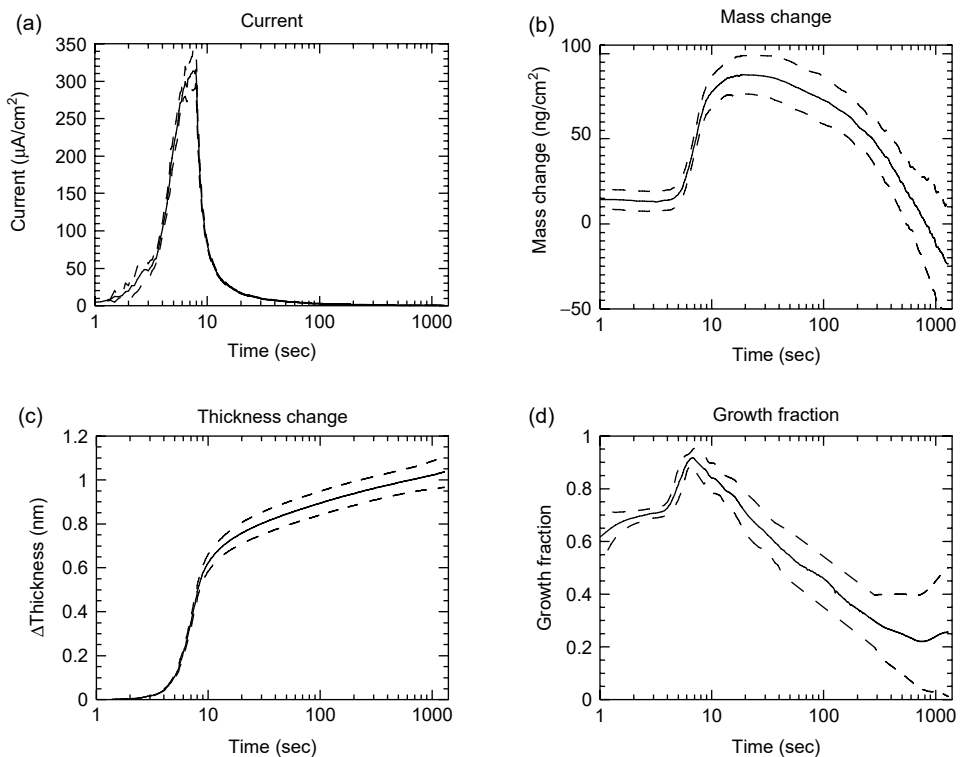 (a)
Current
350
300
250
200
150
100
50
0
Current (μA/cm²)
1
10
100
1000
Time (sec)
(b)
Mass change
100
50
0
−50
Mass change (ng/cm²)
1
10
100
1000
Time (sec)
(c)
Thickness change
1.2
1
0.8
0.6
0.4
0.2
0
ΔThickness (nm)
1
10
100
1000
Time (sec)
(d)
Growth fraction
1
0.8
0.6
0.4
0.2
0
Growth fraction
1
10
100
1000
Time (sec)